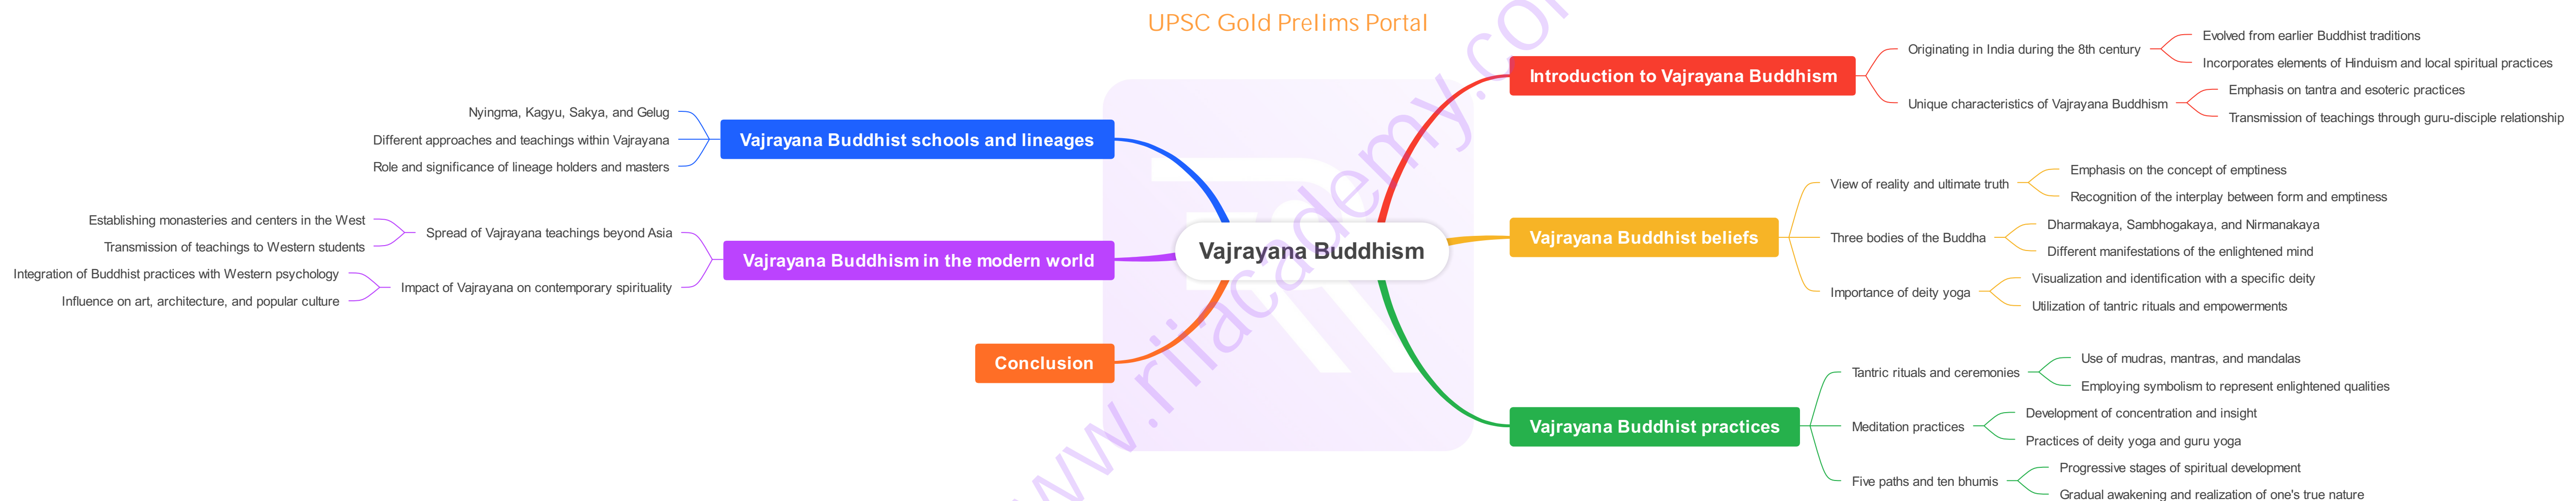 UPSC Gold Prelims Portal
Vajrayana Buddhism
Introduction to Vajrayana Buddhism
Originating in India during the 8th century
Evolved from earlier Buddhist traditions
Incorporates elements of Hinduism and local spiritual practices
Unique characteristics of Vajrayana Buddhism
Emphasis on tantra and esoteric practices
Transmission of teachings through guru-disciple relationship
Vajrayana Buddhist beliefs
View of reality and ultimate truth
Emphasis on the concept of emptiness
Recognition of the interplay between form and emptiness
Three bodies of the Buddha
Dharmakaya, Sambhogakaya, and Nirmanakaya
Different manifestations of the enlightened mind
Importance of deity yoga
Visualization and identification with a specific deity
Utilization of tantric rituals and empowerments
Vajrayana Buddhist practices
Tantric rituals and ceremonies
Use of mudras, mantras, and mandalas
Employing symbolism to represent enlightened qualities
Meditation practices
Development of concentration and insight
Practices of deity yoga and guru yoga
Five paths and ten bhumis
Progressive stages of spiritual development
Gradual awakening and realization of one's true nature
Vajrayana Buddhist schools and lineages
Nyingma, Kagyu, Sakya, and Gelug
Different approaches and teachings within Vajrayana
Role and significance of lineage holders and masters
Vajrayana Buddhism in the modern world
Spread of Vajrayana teachings beyond Asia
Establishing monasteries and centers in the West
Transmission of teachings to Western students
Impact of Vajrayana on contemporary spirituality
Integration of Buddhist practices with Western psychology
Influence on art, architecture, and popular culture
Conclusion